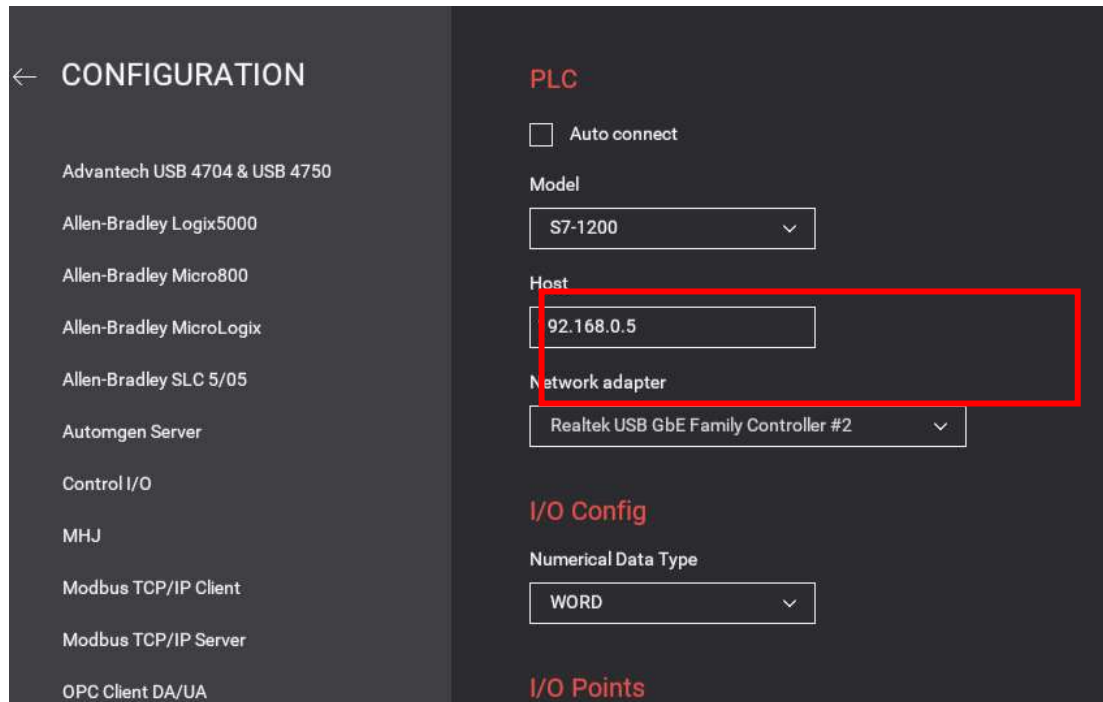 CONFIGURATION
Advantech USB 4704 & USB 4750
Allen-Bradley Logix5000
Allen-Bradley Micro800
Allen-Bradley MicroLogix
Allen-Bradley SLC 5/05
Automgen Server
Control I/O
MHJ
Modbus TCP/IP Client
Modbus TCP/IP Server
OPC Client DA/UA
PLC
Auto connect
Model
S7-1200
Host
92.168.0.5
Network adapter
Realtek USB GbE Family Controller #2
I/O Config
Numerical Data Type
WORD
I/O Points